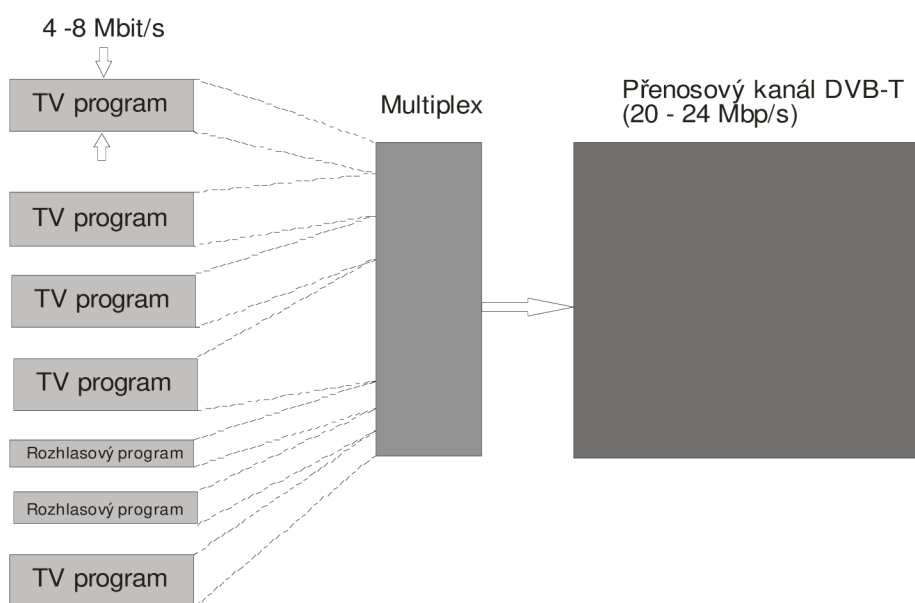 4 -8 Mbit/s
TV program
Multiplex
Přenosový kanál DVB-T
(20 - 24 Mbp/s)
TV program
TV program
TV program
Rozhlasový program
Rozhlasový program
TV program